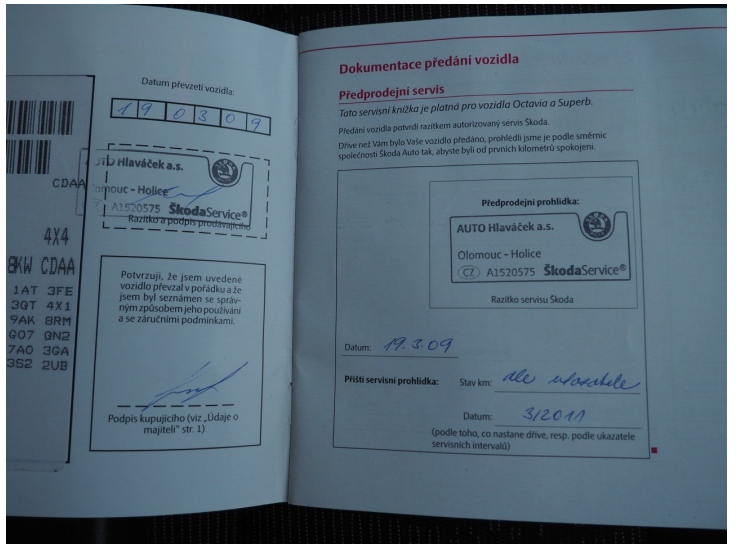 CDAA
4X4
8KW CDAA
1AT 3FE
3GT 4X1
9AK 8RM
G07 0N2
7A0 3GA
3S2 2UB
Datum převzetí vozidla:
1 9 0 3 0 9
AUTO Hlaváček a.s.
Olomouc - Holice
CZ A1520575 ŠkodaService®
Razítko a podpis prodávajícího
Potvrzuji, že jsem uvedené
vozidlo převzal v pořádku a že
jsem byl seznámen se správ-
ným způsobem jeho používání
a se záručními podmínkami.
Podpis kupujícího (viz „Údaje o
majiteli" str. 1)
Dokumentace předání vozidla
Předprodejní servis
Tato servisní knížka je platná pro vozidla Octavia a Superb.
Předání vozidla potvrdí razítkem autorizovaný servis Škoda.
Dříve než Vám bylo Vaše vozidlo předáno, prohlédli jsme je podle směrnic
společnosti Škoda Auto tak, abyste byli od prvních kilometrů spokojeni.
Předprodejní prohlídka:
AUTO Hlaváček a.s.
Olomouc - Holice
CZ A1520575 ŠkodaService®
Razítko servisu Škoda
Datum: 19.3.09
Příští servisní prohlídka: Stav km: dle ukazatele
Datum: 3/2011
(podle toho, co nastane dříve, resp. podle ukazatele
servisních intervalů)